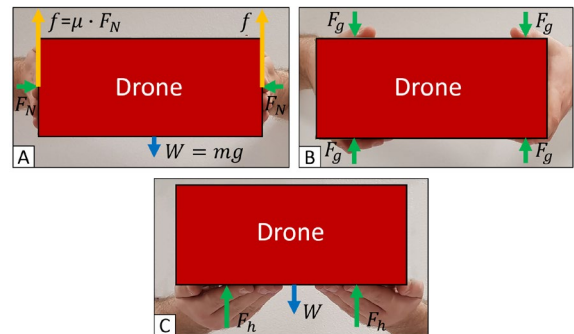 f=μ · F_N
f
Drone
F_N
F_N
W = mg
A
F_g
F_g
Drone
F_g
F_g
B
Drone
F_h
W
F_h
C